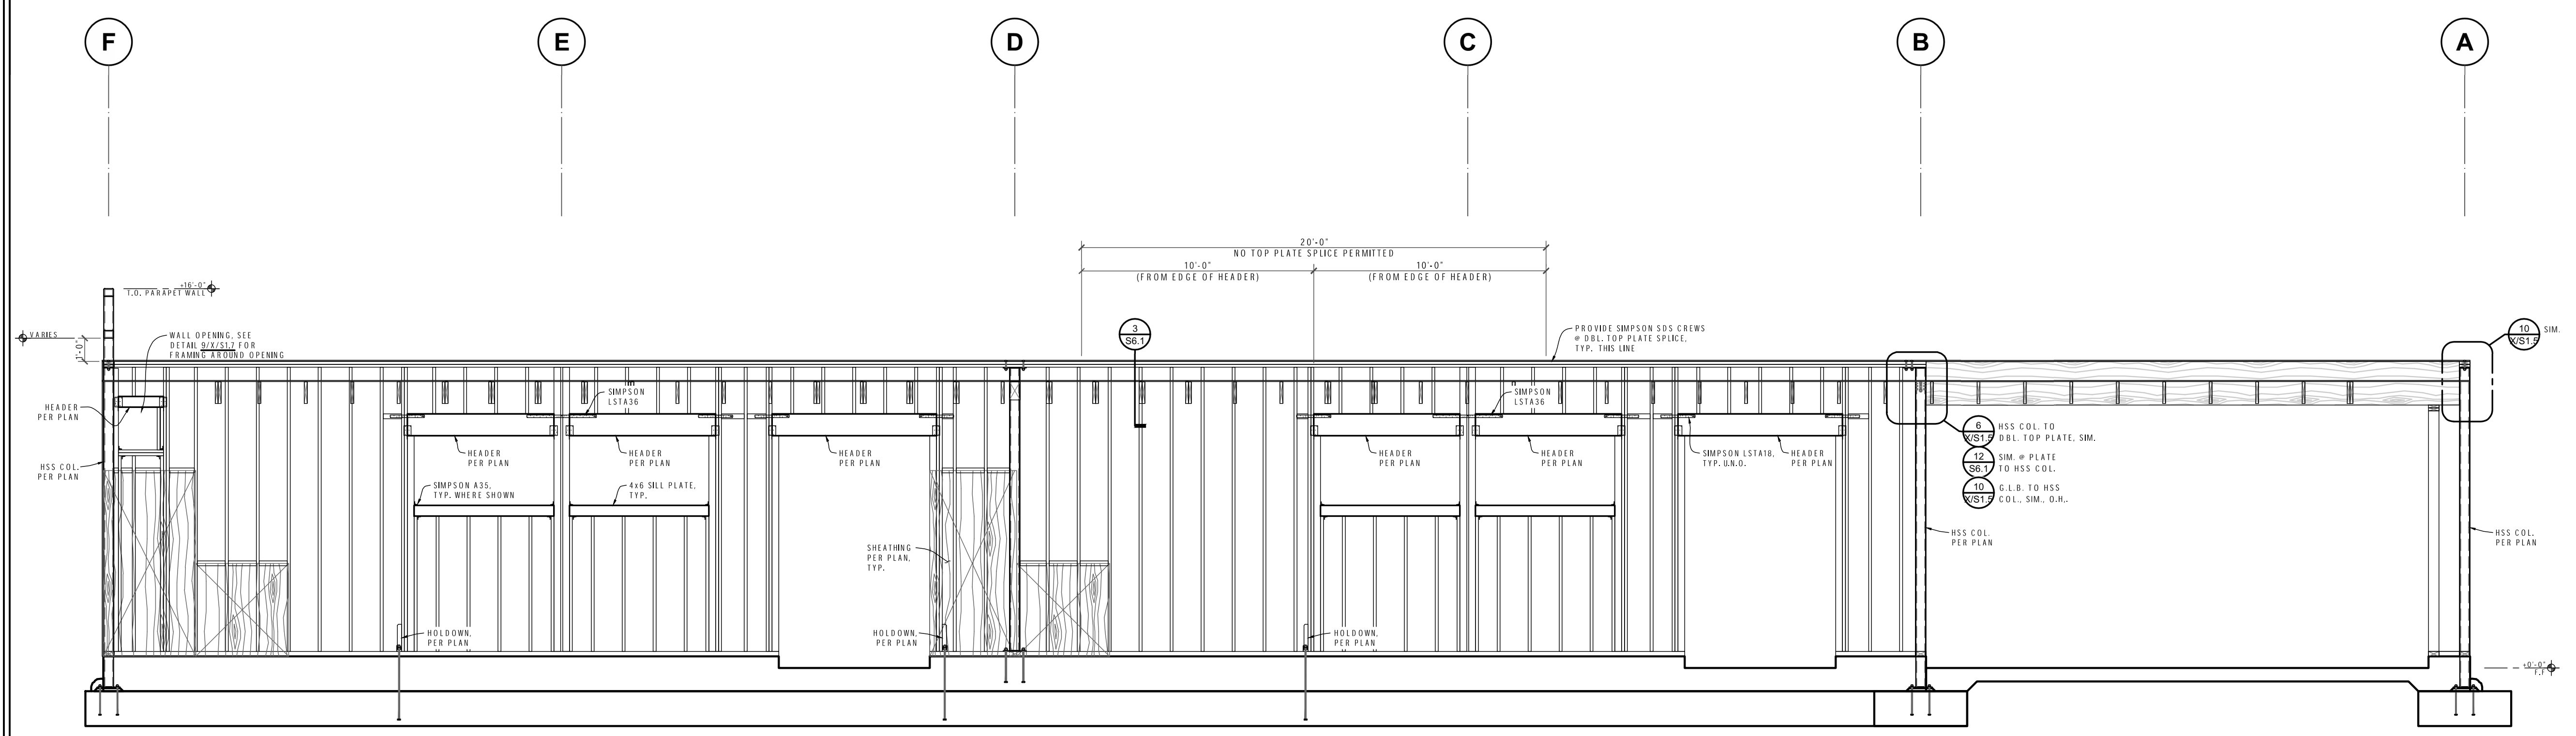 F
E
D
C
B
A
20'-0"
NO TOP PLATE SPLICE PERMITTED
10'-0"
(FROM EDGE OF HEADER)
10'-0"
(FROM EDGE OF HEADER)
+16'-0"
T.O. PARAPET WALL
VARIES
1'-0"
WALL OPENING, SEE
DETAIL 9/X/S1.7 FOR
FRAMING AROUND OPENING
3
S6.1
PROVIDE SIMPSON SDS CREWS
@ DBL. TOP PLATE SPLICE,
TYP. THIS LINE
10
X/S1.5
SIM.
HEADER
PER PLAN
SIMPSON
LSTA36
SIMPSON
LSTA36
HSS COL.
PER PLAN
HEADER
PER PLAN
HEADER
PER PLAN
HEADER
PER PLAN
HEADER
PER PLAN
HEADER
PER PLAN
SIMPSON LSTA18,
TYP. U.N.O.
HEADER
PER PLAN
6
X/S1.5
HSS COL. TO
DBL. TOP PLATE, SIM.
12
S6.1
SIM. @ PLATE
TO HSS COL.
10
X/S1.5
G.L.B. TO HSS
COL., SIM., O.H..
SIMPSON A35,
TYP. WHERE SHOWN
4x6 SILL PLATE,
TYP.
SHEATHING
PER PLAN,
TYP.
HSS COL.
PER PLAN
HSS COL.
PER PLAN
HOLDOWN,
PER PLAN
HOLDOWN,
PER PLAN
HOLDOWN,
PER PLAN
+0'-0"
F.F